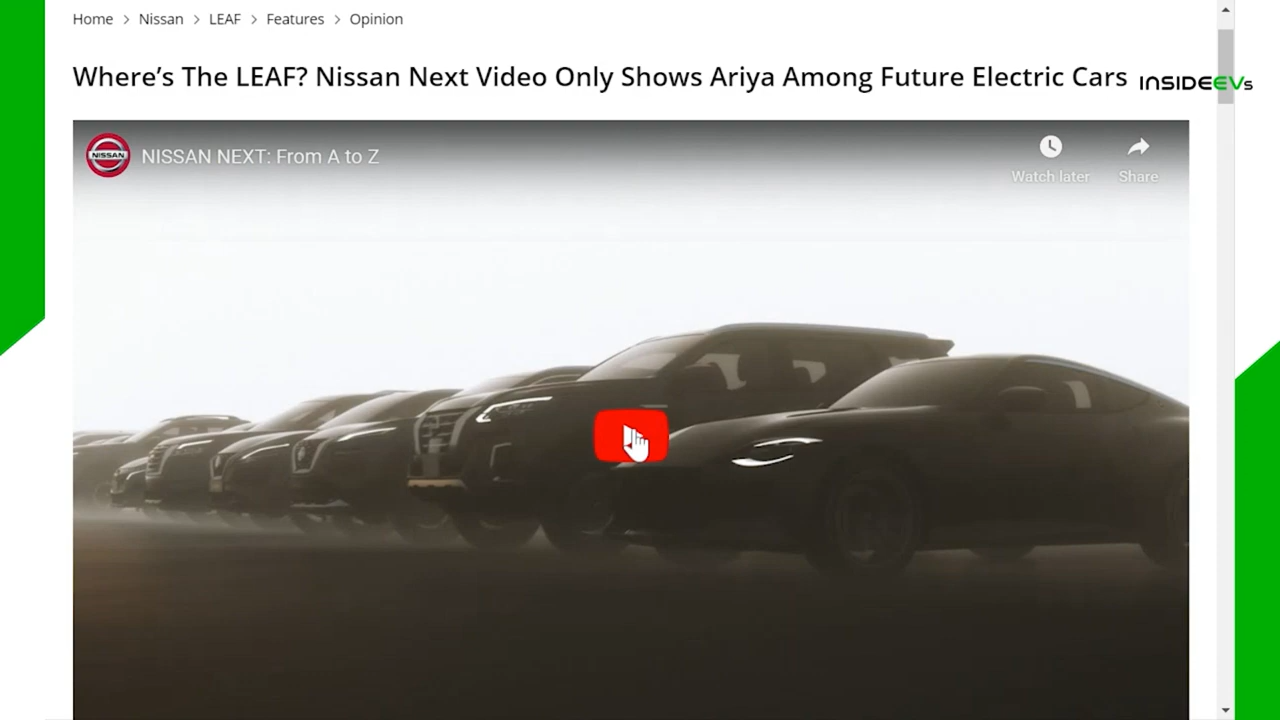 Home > Nissan > LEAF > Features > Opinion
Where’s The LEAF? Nissan Next Video Only Shows Ariya Among Future Electric Cars
INSIDEEVs
NISSAN
NISSAN NEXT: From A to Z
Watch later
Share